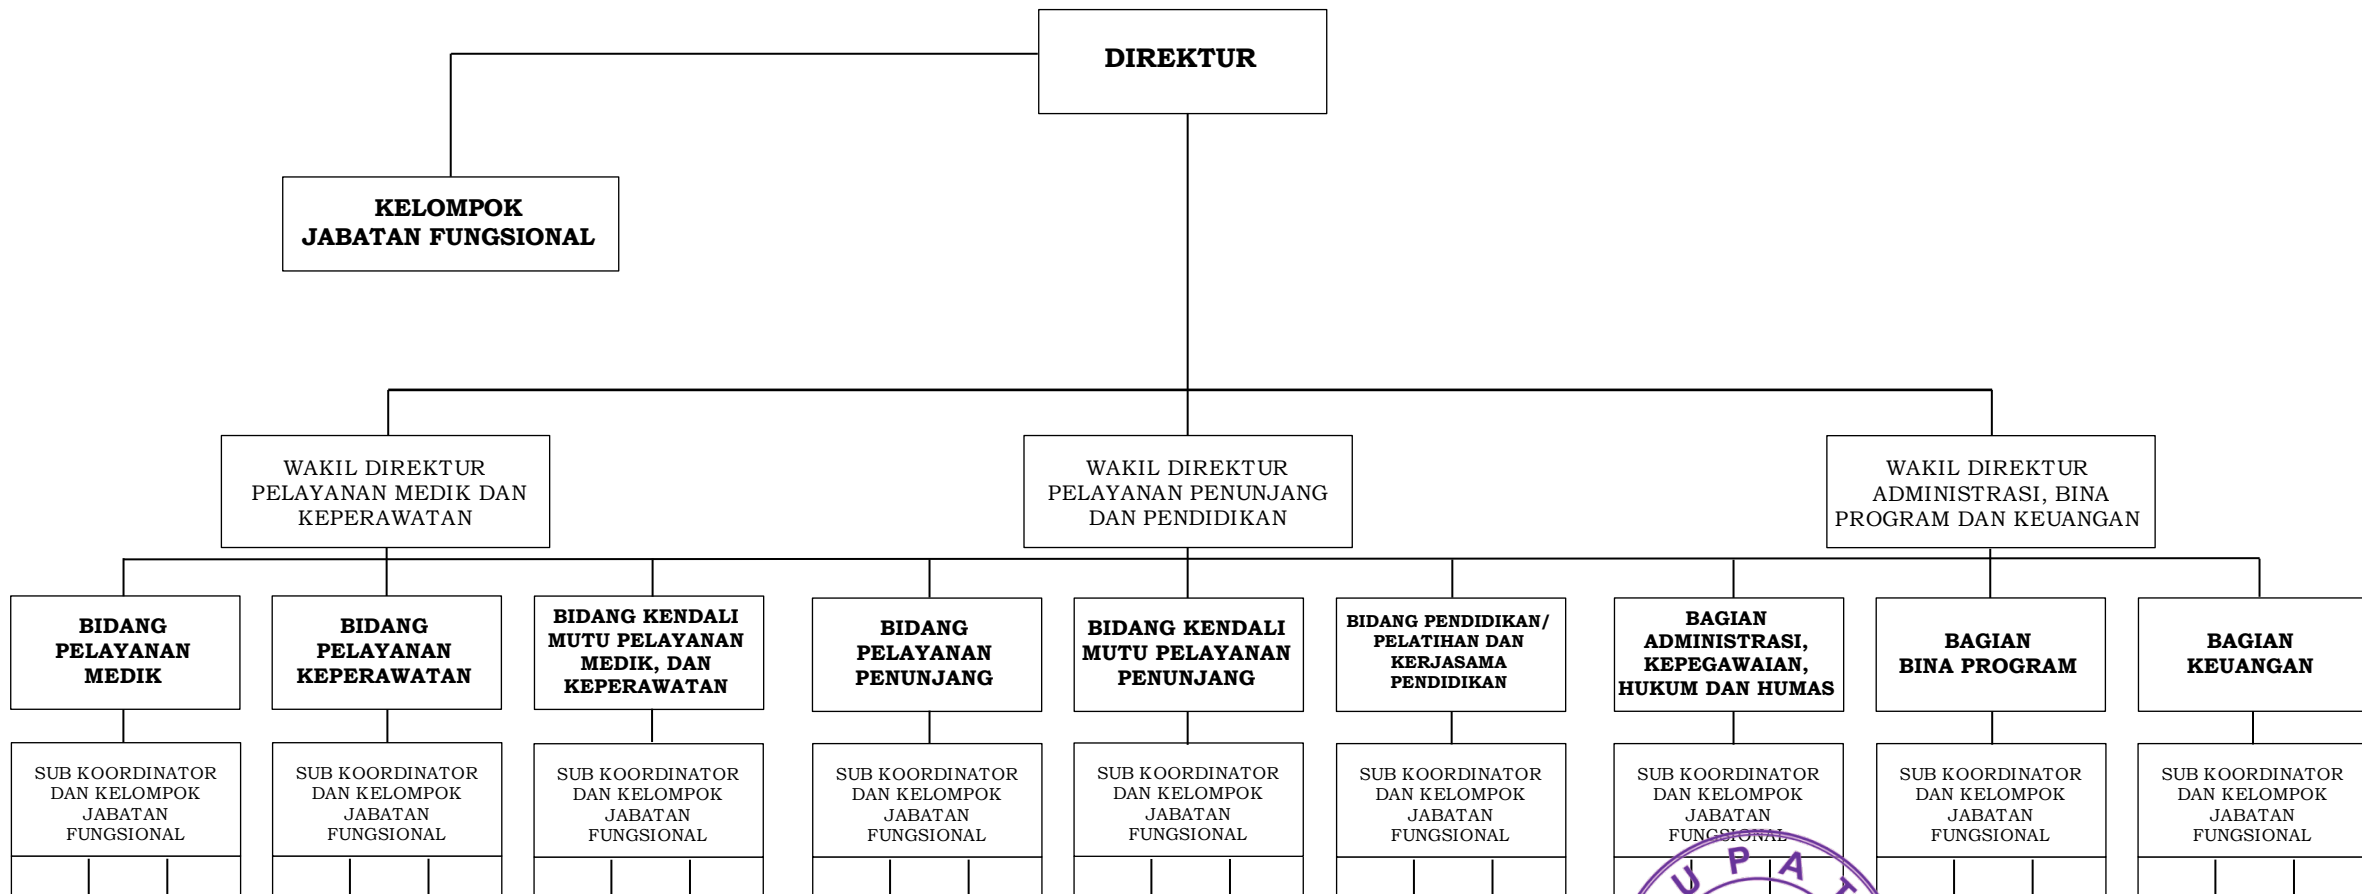 DIREKTUR
KELOMPOK
JABATAN FUNGSIONAL
WAKIL DIREKTUR
PELAYANAN MEDIK DAN
KEPERAWATAN
WAKIL DIREKTUR
PELAYANAN PENUNJANG
DAN PENDIDIKAN
WAKIL DIREKTUR
ADMINISTRASI, BINA
PROGRAM DAN KEUANGAN
BIDANG
PELAYANAN
MEDIK
BIDANG
PELAYANAN
KEPERAWATAN
BIDANG KENDALI
MUTU PELAYANAN
MEDIK, DAN
KEPERAWATAN
BIDANG
PELAYANAN
PENUNJANG
BIDANG KENDALI
MUTU PELAYANAN
PENUNJANG
BIDANG PENDIDIKAN/
PELATIHAN DAN
KERJASAMA
PENDIDIKAN
BAGIAN
ADMINISTRASI,
KEPEGAWAIAN,
HUKUM DAN HUMAS
BAGIAN
BINA PROGRAM
BAGIAN
KEUANGAN
SUB KOORDINATOR
DAN KELOMPOK
JABATAN
FUNGSIONAL
SUB KOORDINATOR
DAN KELOMPOK
JABATAN
FUNGSIONAL
SUB KOORDINATOR
DAN KELOMPOK
JABATAN
FUNGSIONAL
SUB KOORDINATOR
DAN KELOMPOK
JABATAN
FUNGSIONAL
SUB KOORDINATOR
DAN KELOMPOK
JABATAN
FUNGSIONAL
SUB KOORDINATOR
DAN KELOMPOK
JABATAN
FUNGSIONAL
SUB KOORDINATOR
DAN KELOMPOK
JABATAN
FUNGSIONAL
SUB KOORDINATOR
DAN KELOMPOK
JABATAN
FUNGSIONAL
SUB KOORDINATOR
DAN KELOMPOK
JABATAN
FUNGSIONAL
UPAT